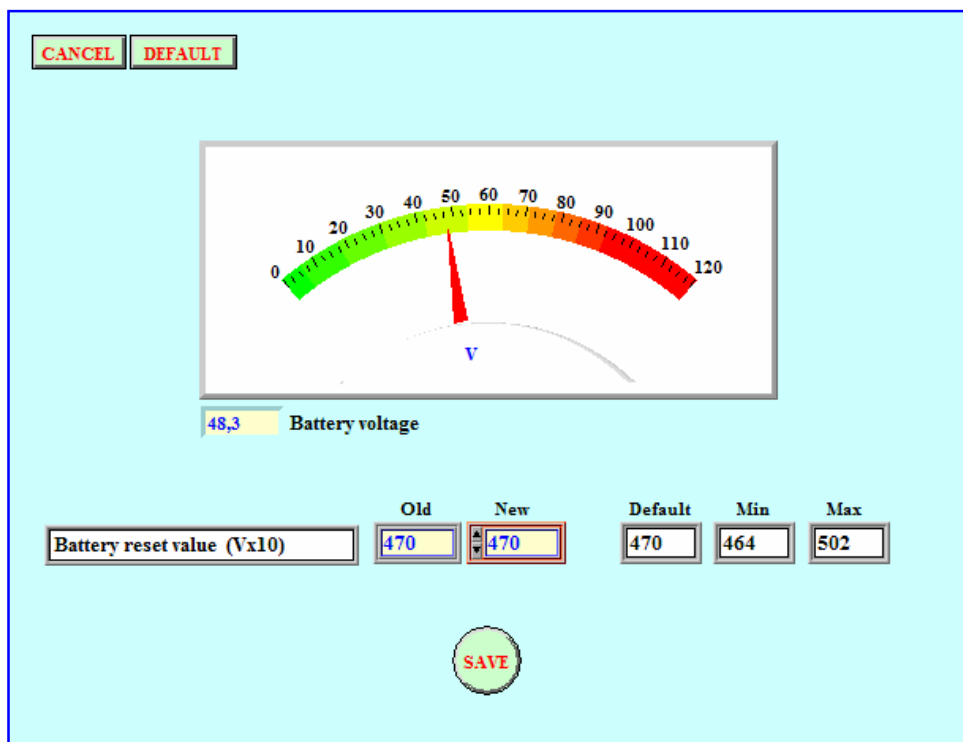 CANCEL DEFAULT
0 10 20 30 40 50 60 70 80 90 100 110 120
V
48,3 Battery voltage
Old New Default Min Max
Battery reset value (Vx10) 470 470 470 464 502
SAVE